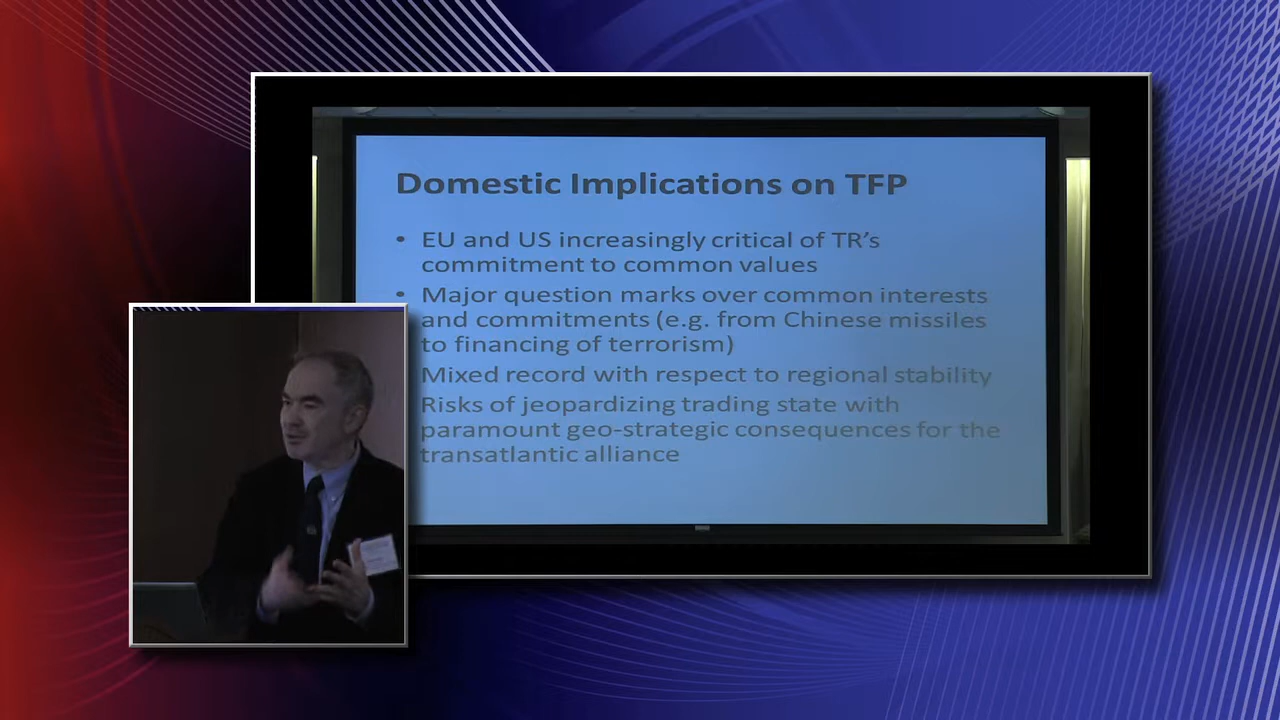 Domestic Implications on TFP
• EU and US increasingly critical of TR's
commitment to common values
• Major question marks over common interests
and commitments (e.g. from Chinese missiles
to financing of terrorism)
Mixed record with respect to regional stability
Risks of jeopardizing trading state with
paramount geo-strategic consequences for the
transatlantic alliance